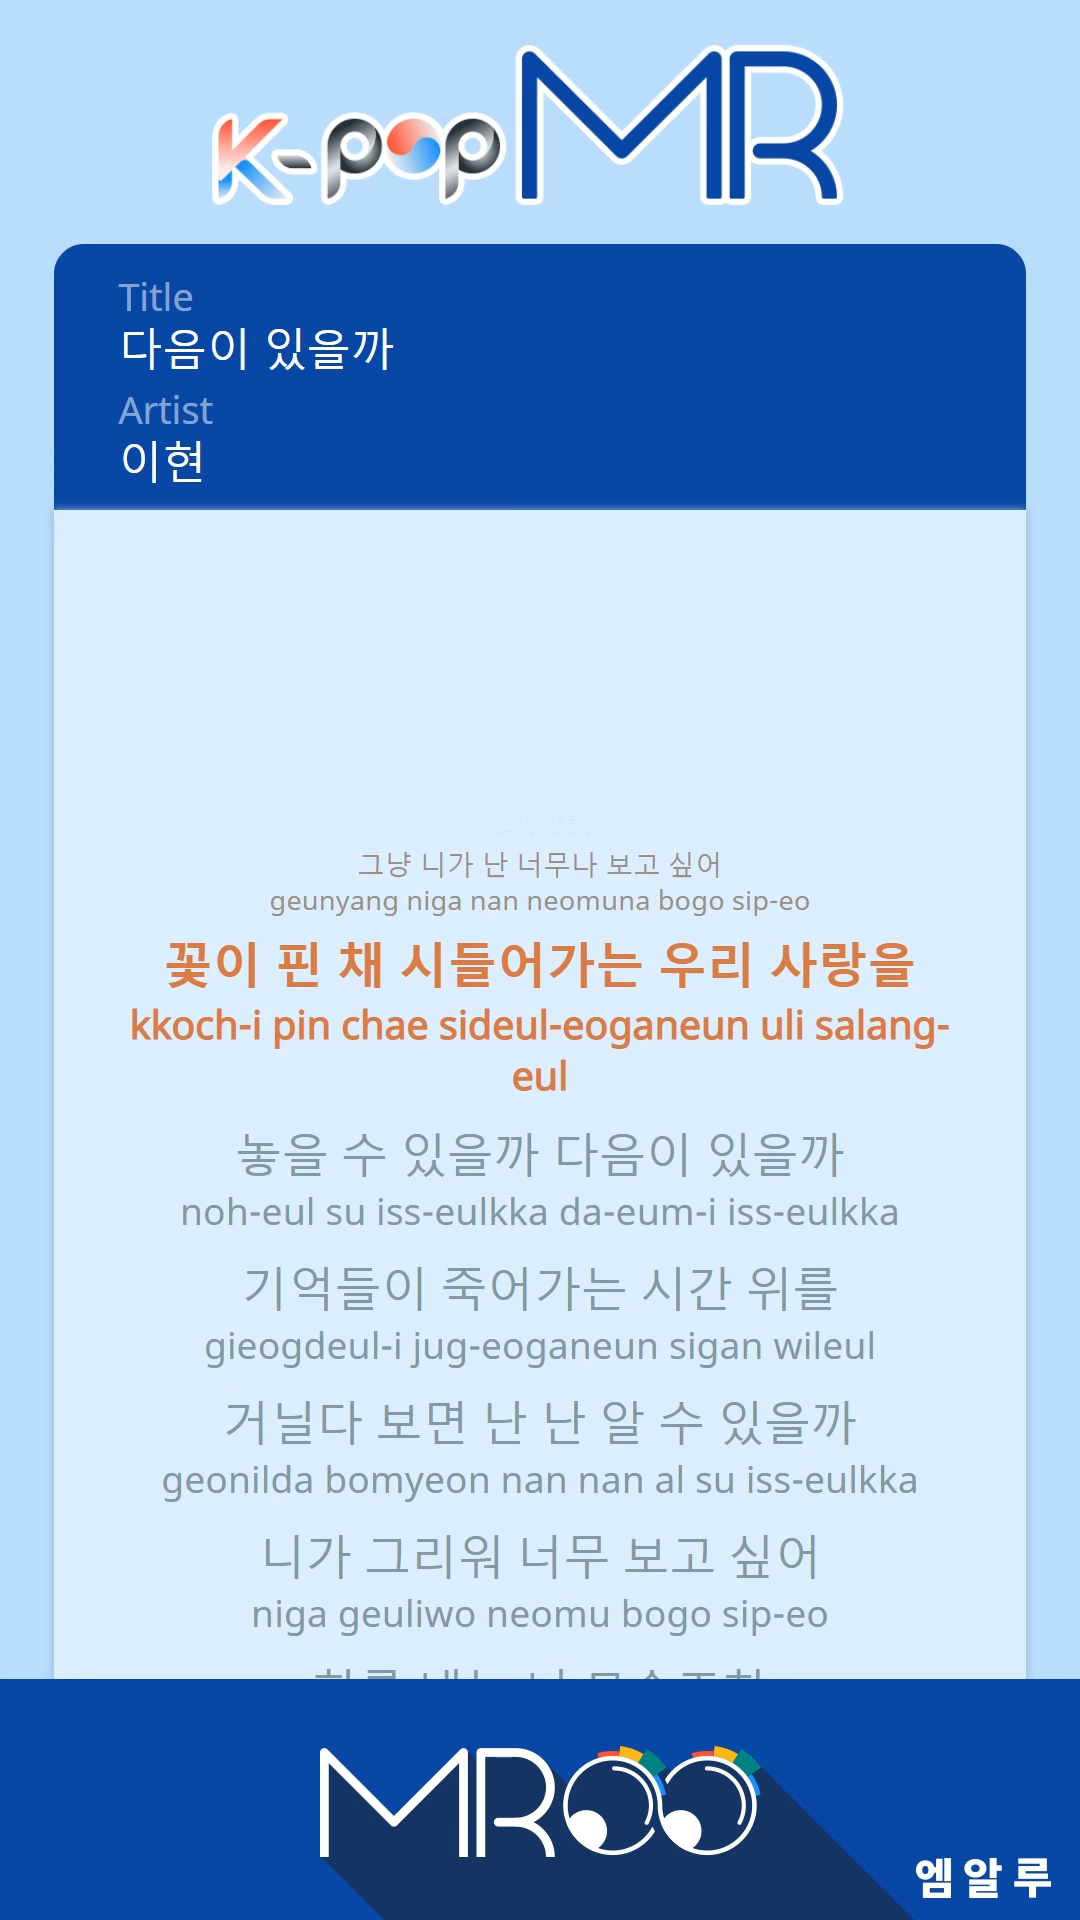 K-pop MR
Title
다음이 있을까
Artist
이현
그냥 니가 난 너무나 보고 싶어
geunyang niga nan neomuna bogo sip-eo
꽃이 핀 채 시들어가는 우리 사랑을
kkoch-i pin chae sideul-eoganeun uli salang-
eul
놓을 수 있을까 다음이 있을까
noh-eul su iss-eulkka da-eum-i iss-eulkka
기억들이 죽어가는 시간 위를
gieogdeul-i jug-eoganeun sigan wileul
거닐다 보면 난 난 알 수 있을까
geonilda bomyeon nan nan al su iss-eulkka
니가 그리워 너무 보고 싶어
niga geuliwo neomu bogo sip-eo
MROO
엠알루